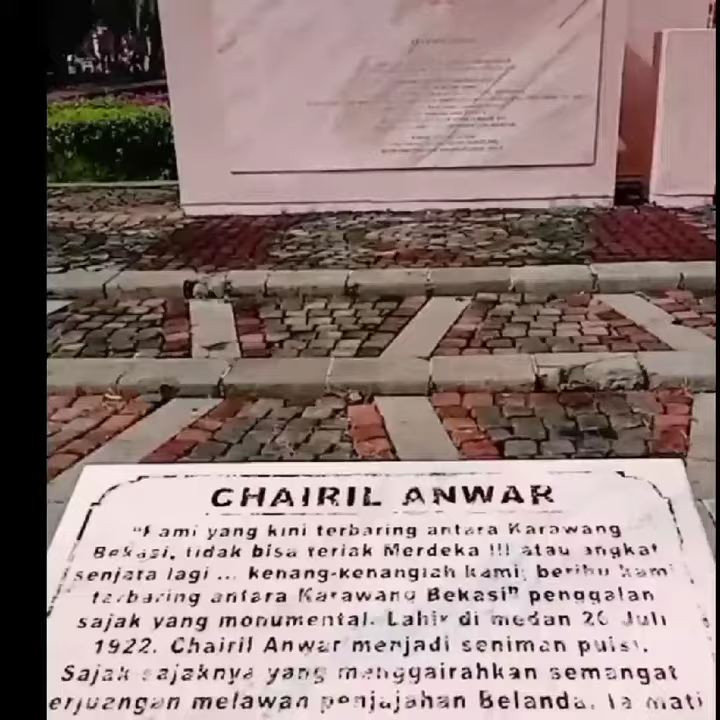 CHAIRIL ANWAR
"Kami yang kini terbaring antara Karawang
Bekasi, tidak bisa teriak Merdeka !!! atau angkat
senjata lagi ... kenang-kenanglah kami, beribu kami
terbaring antara Karawang Bekasi" penggalan
sajak yang monumental. Lahir di medan 26 Juli
1922. Chairil Anwar menjadi seniman puisi.
Sajak sajaknya yang menggairahkan semangat
erjuangan melawan penjajahan Belanda. Ia mati